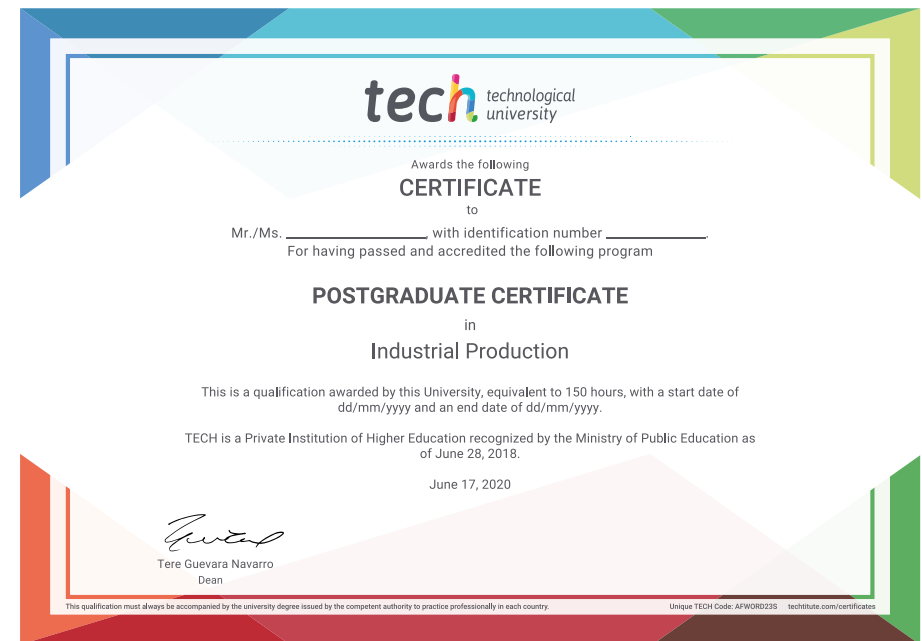 tech technological
university
Awards the following
CERTIFICATE
to
Mr./Ms. ____________, with identification number ____________.
For having passed and accredited the following program
POSTGRADUATE CERTIFICATE
in
Industrial Production
This is a qualification awarded by this University, equivalent to 150 hours, with a start date of
dd/mm/yyyy and an end date of dd/mm/yyyy.
TECH is a Private Institution of Higher Education recognized by the Ministry of Public Education as
of June 28, 2018.
June 17, 2020
Tere Guevara Navarro
Dean
This qualification must always be accompanied by the university degree issued by the competent authority to practice professionally in each country. Unique TECH Code: AFWORD23S techtitute.com/certificates